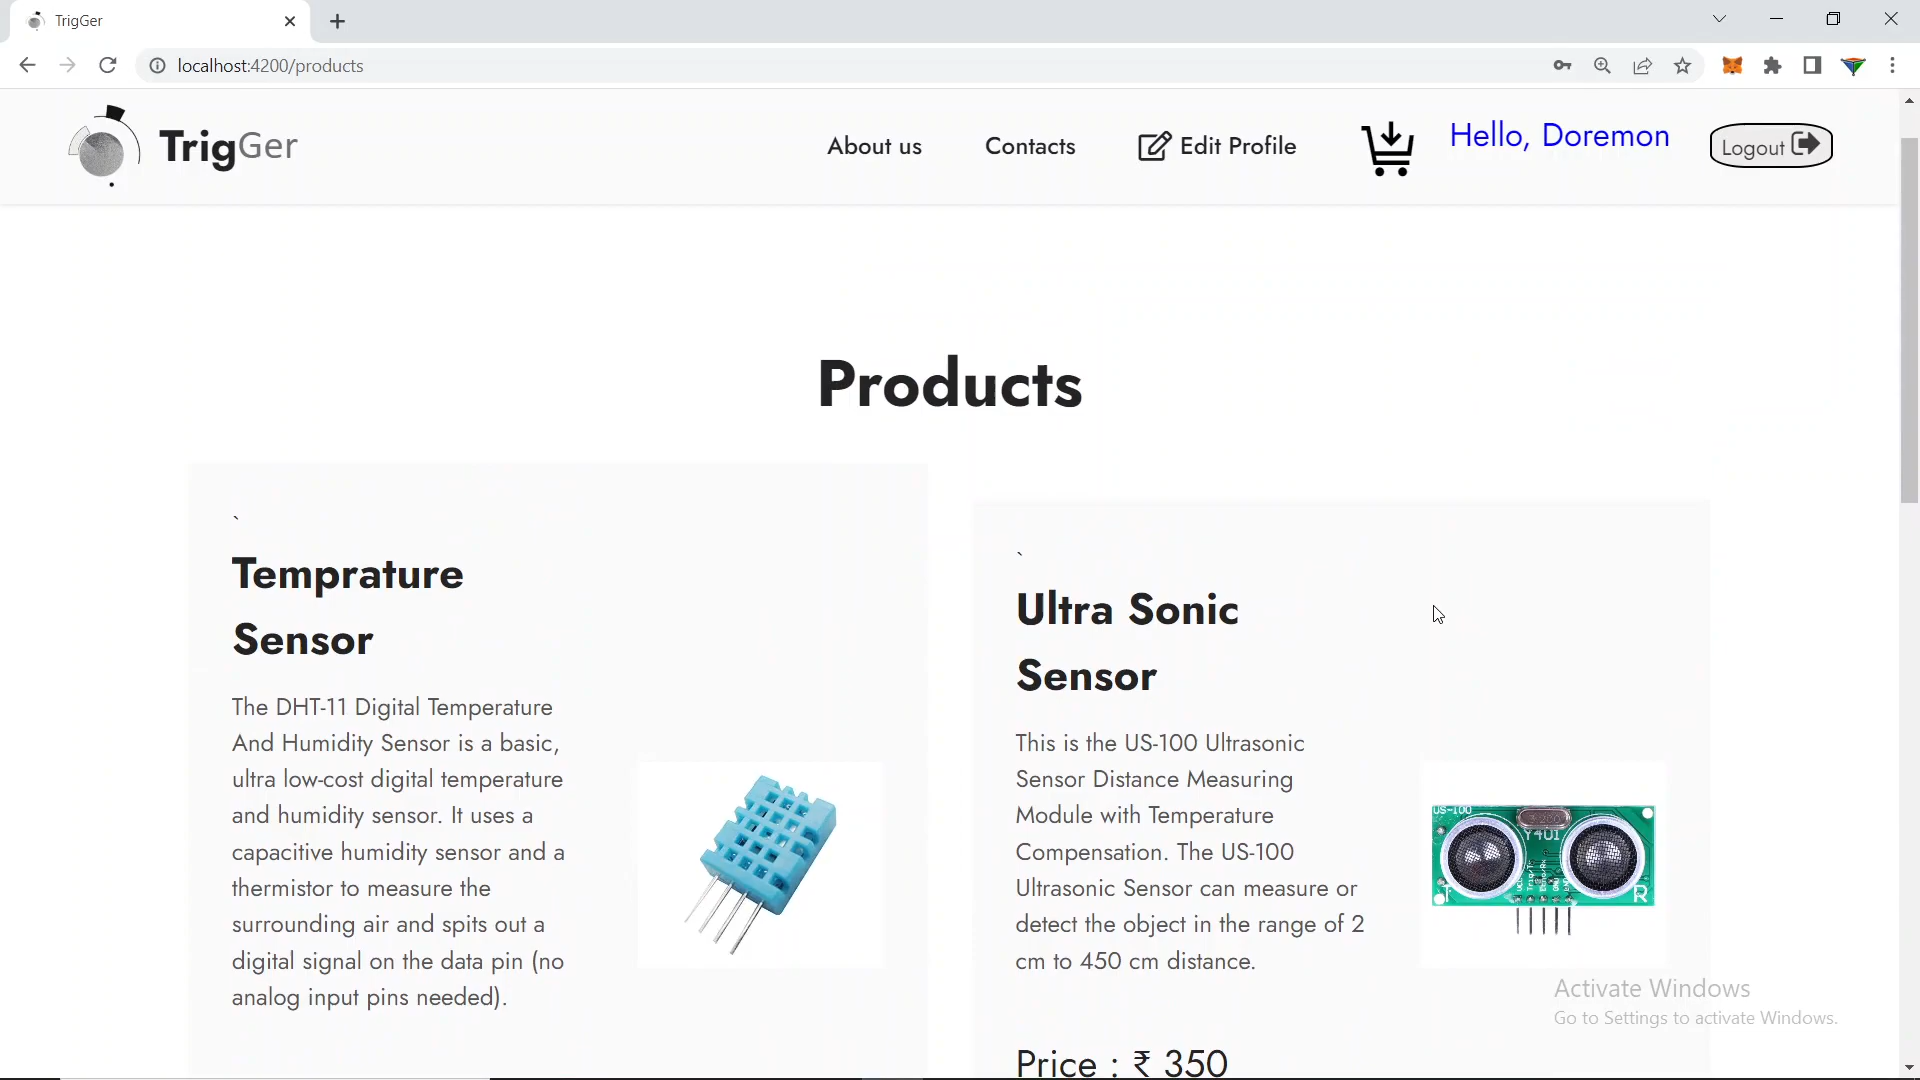 TrigGer
localhost:4200/products
TrigGer
About us
Contacts
Edit Profile
Hello, Doremon
Logout
Products
`
Temprature
Sensor
The DHT-11 Digital Temperature
And Humidity Sensor is a basic,
ultra low-cost digital temperature
and humidity sensor. It uses a
capacitive humidity sensor and a
thermistor to measure the
surrounding air and spits out a
digital signal on the data pin (no
analog input pins needed).
`
Ultra Sonic
Sensor
This is the US-100 Ultrasonic
Sensor Distance Measuring
Module with Temperature
Compensation. The US-100
Ultrasonic Sensor can measure or
detect the object in the range of 2
cm to 450 cm distance.
US-100
Y401
T
R
Price : ₹ 350
Activate Windows
Go to Settings to activate Windows.